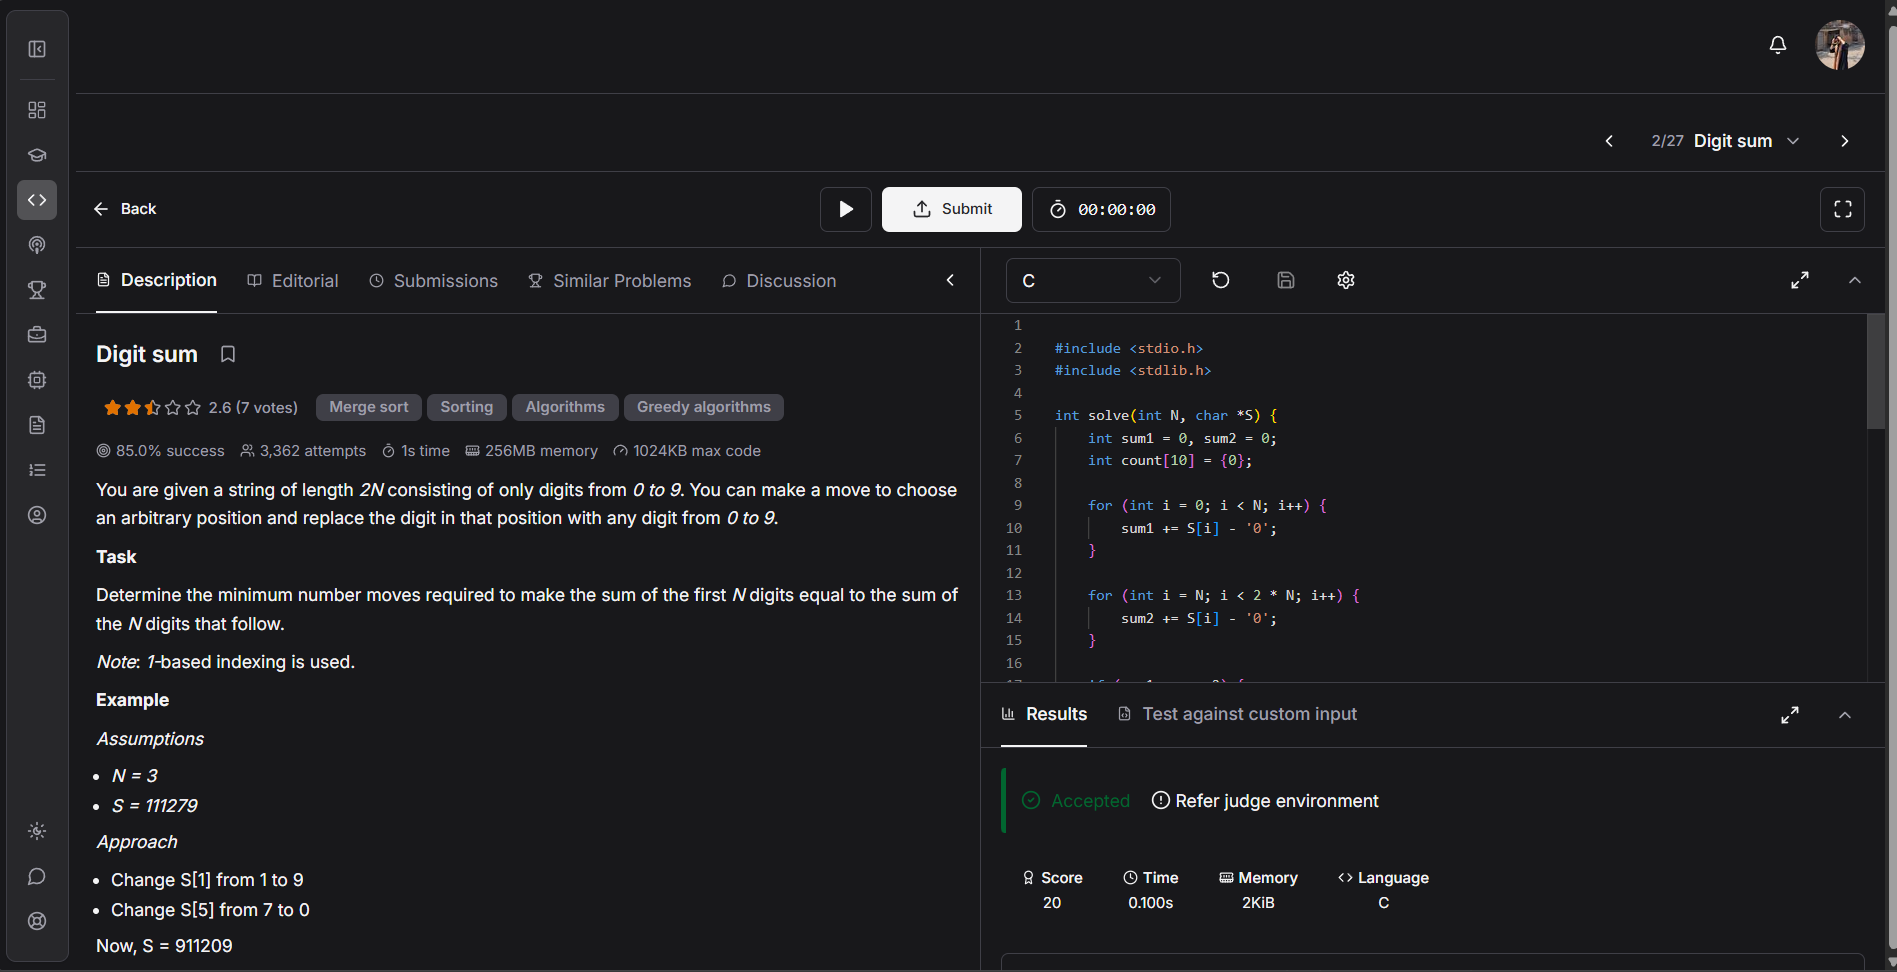 2/27 Digit sum
Back
Submit
00:00:00
Description
Editorial
Submissions
Similar Problems
Discussion
Digit sum
2.6 (7 votes)
Merge sort
Sorting
Algorithms
Greedy algorithms
85.0% success
3,362 attempts
1s time
256MB memory
1024KB max code
You are given a string of length 2N consisting of only digits from 0 to 9. You can make a move to choose
an arbitrary position and replace the digit in that position with any digit from 0 to 9.
Task
Determine the minimum number moves required to make the sum of the first N digits equal to the sum of
the N digits that follow.
Note: 1-based indexing is used.
Example
Assumptions
• N = 3
• S = 111279
Approach
• Change S[1] from 1 to 9
• Change S[5] from 7 to 0
Now, S = 911209
C
1
2 #include <stdio.h>
3 #include <stdlib.h>
4
5 int solve(int N, char *S) {
6 int sum1 = 0, sum2 = 0;
7 int count[10] = {0};
8
9 for (int i = 0; i < N; i++) {
10 sum1 += S[i] - '0';
11 }
12
13 for (int i = N; i < 2 * N; i++) {
14 sum2 += S[i] - '0';
15 }
16
Results
Test against custom input
Accepted
Refer judge environment
Score
Time
Memory
Language
20
0.100s
2KiB
C